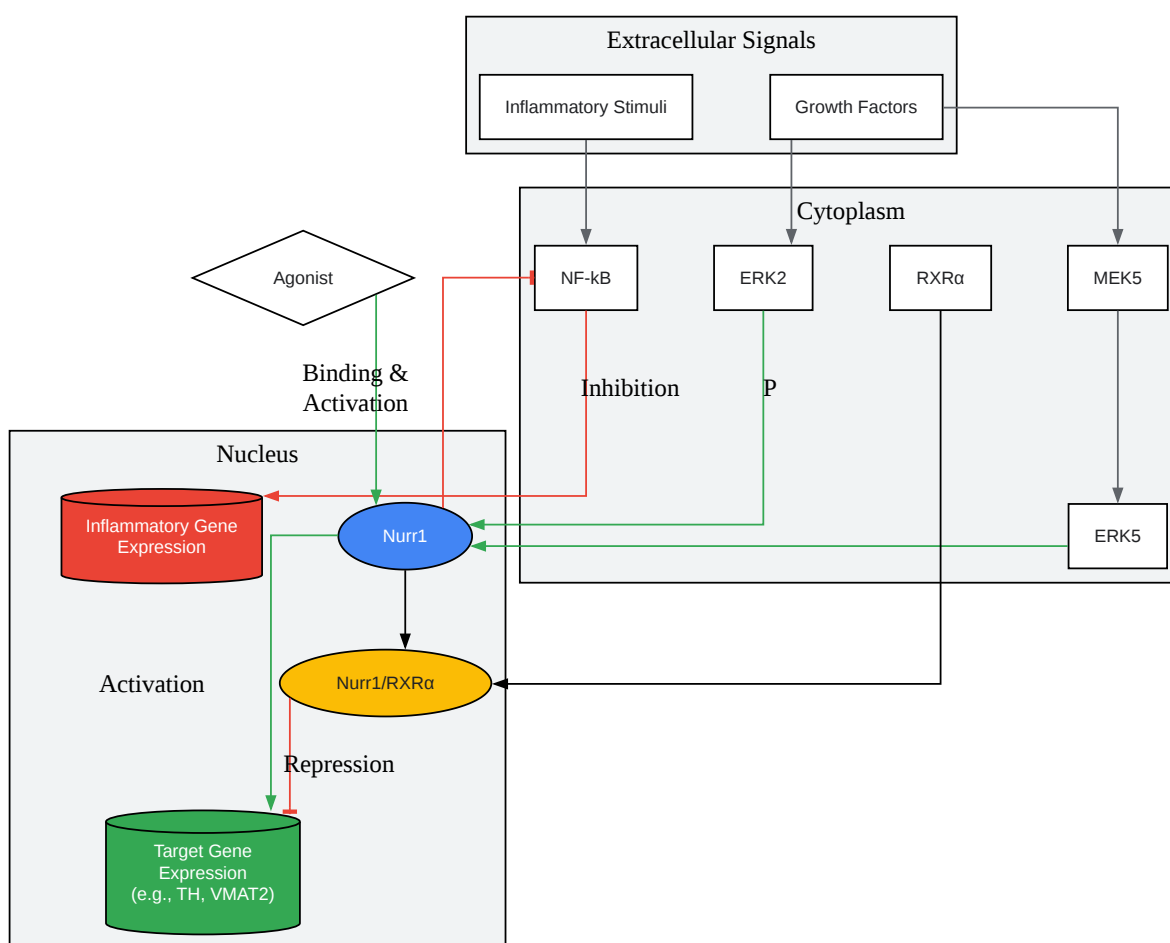 Extracellular Signals
Inflammatory Stimuli
Growth Factors
Cytoplasm
Agonist
NF-kB
ERK2
RXRα
MEK5
Binding &
Activation
Inhibition
P
Nucleus
Inflammatory Gene
Expression
Nurr1
ERK5
Activation
Nurr1/RXRα
Repression
Target Gene
Expression
(e.g., TH, VMAT2)